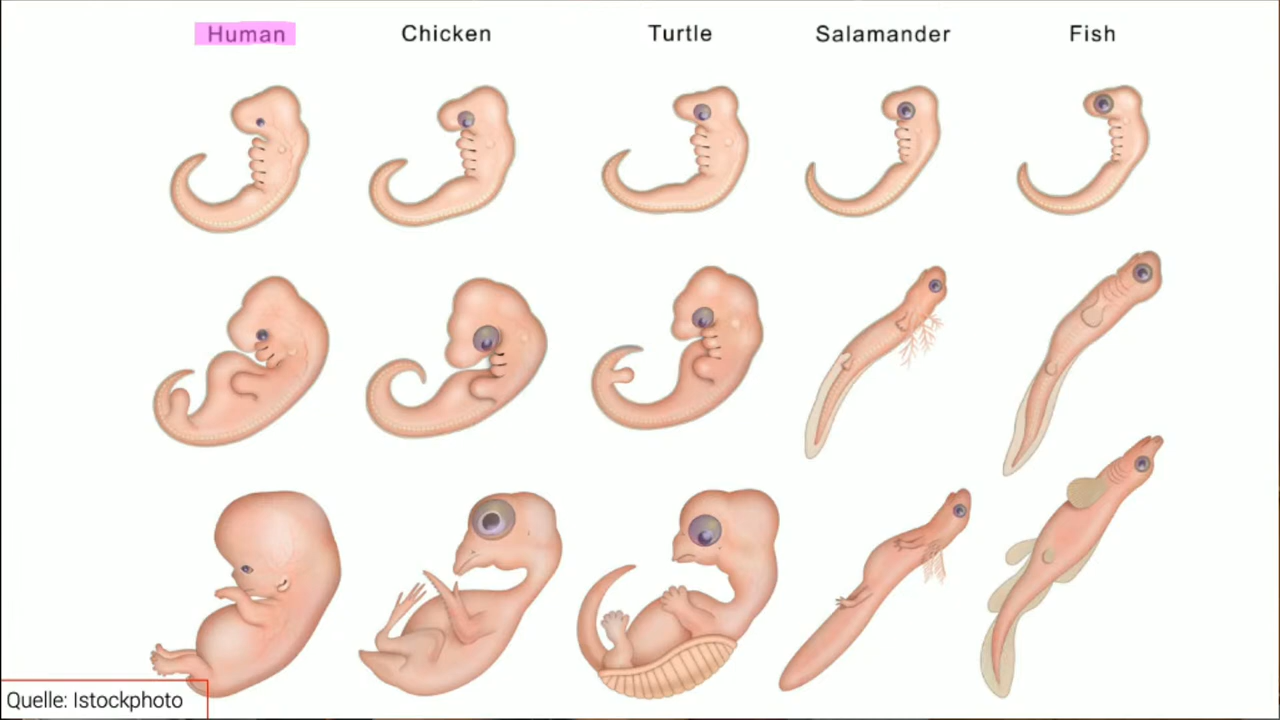 Human
Chicken
Turtle
Salamander
Fish
Quelle: Istockphoto